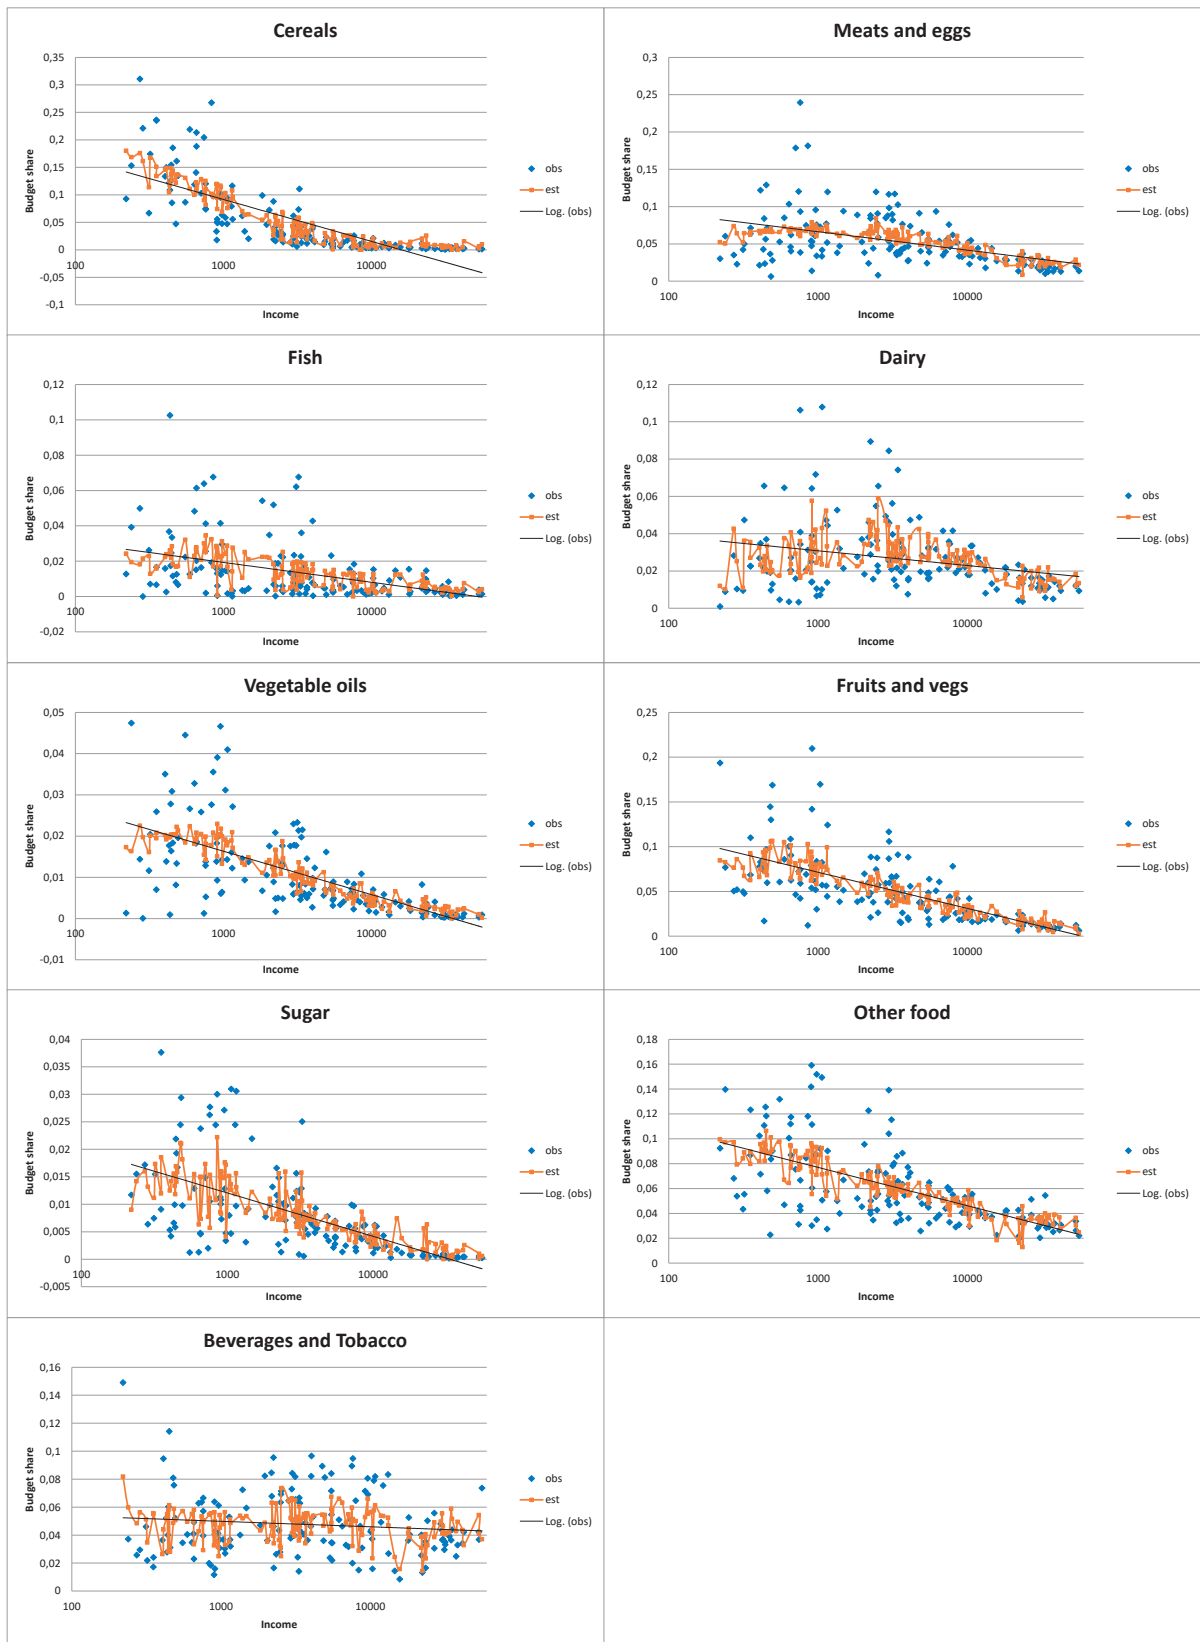 Cereals
0,35
0,3
0,25
0,2
0,15
0,1
0,05
0
-0,05
-0,1
100
1000
10000
Budget share
Income
obs
est
Log. (obs)
Meats and eggs
0,3
0,25
0,2
0,15
0,1
0,05
0
100
1000
10000
Budget share
Income
obs
est
Log. (obs)
Fish
0,12
0,1
0,08
0,06
0,04
0,02
0
-0,02
100
1000
10000
Budget share
Income
obs
est
Log. (obs)
Dairy
0,12
0,1
0,08
0,06
0,04
0,02
0
100
1000
10000
Budget share
Income
obs
est
Log. (obs)
Vegetable oils
0,05
0,04
0,03
0,02
0,01
0
-0,01
100
1000
10000
Budget share
Income
obs
est
Log. (obs)
Fruits and vegs
0,25
0,2
0,15
0,1
0,05
0
100
1000
10000
Budget share
Income
obs
est
Log. (obs)
Sugar
0,04
0,035
0,03
0,025
0,02
0,015
0,01
0,005
0
-0,005
100
1000
10000
Budget share
Income
obs
est
Log. (obs)
Other food
0,18
0,16
0,14
0,12
0,1
0,08
0,06
0,04
0,02
0
100
1000
10000
Budget share
Income
obs
est
Log. (obs)
Beverages and Tobacco
0,16
0,14
0,12
0,1
0,08
0,06
0,04
0,02
0
100
1000
10000
Budget share
Income
obs
est
Log. (obs)